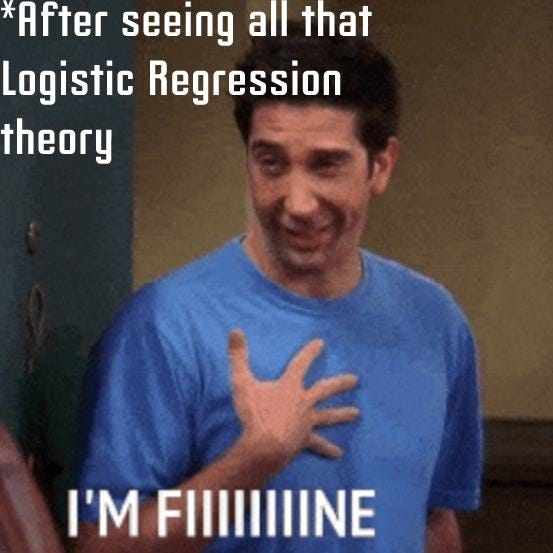 *After seeing all that
Logistic Regression
theory
I'M FIIIIIIIINE